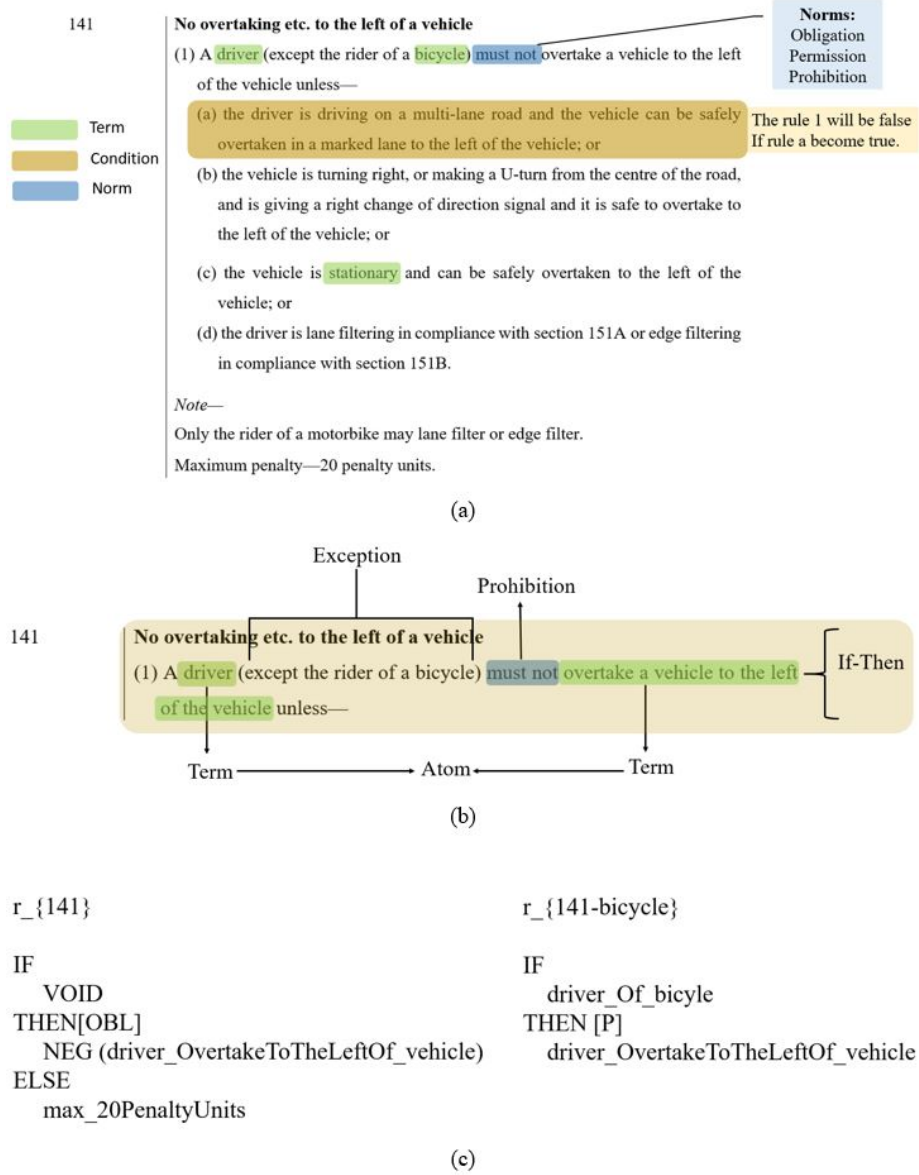 141
No overtaking etc. to the left of a vehicle
(1) A driver (except the rider of a bicycle) must not overtake a vehicle to the left
of the vehicle unless—
Norms:
Obligation
Permission
Prohibition
Term
Condition
Norm
(a) the driver is driving on a multi-lane road and the vehicle can be safely
overtaken in a marked lane to the left of the vehicle; or
The rule 1 will be false
If rule a become true.
(b) the vehicle is turning right, or making a U-turn from the centre of the road,
and is giving a right change of direction signal and it is safe to overtake to
the left of the vehicle; or
(c) the vehicle is stationary and can be safely overtaken to the left of the
vehicle; or
(d) the driver is lane filtering in compliance with section 151A or edge filtering
in compliance with section 151B.
Note—
Only the rider of a motorbike may lane filter or edge filter.
Maximum penalty—20 penalty units.
(a)
Exception
Prohibition
141
No overtaking etc. to the left of a vehicle
(1) A driver (except the rider of a bicycle) must not overtake a vehicle to the left
of the vehicle unless—
If-Then
Term
Atom
Term
(b)
r_{141}
IF
VOID
THEN[OBL]
NEG (driver_OvertakeToTheLeftOf_vehicle)
ELSE
max_20PenaltyUnits
r_{141-bicycle}
IF
driver_Of_bicyle
THEN [P]
driver_OvertakeToTheLeftOf_vehicle
(c)